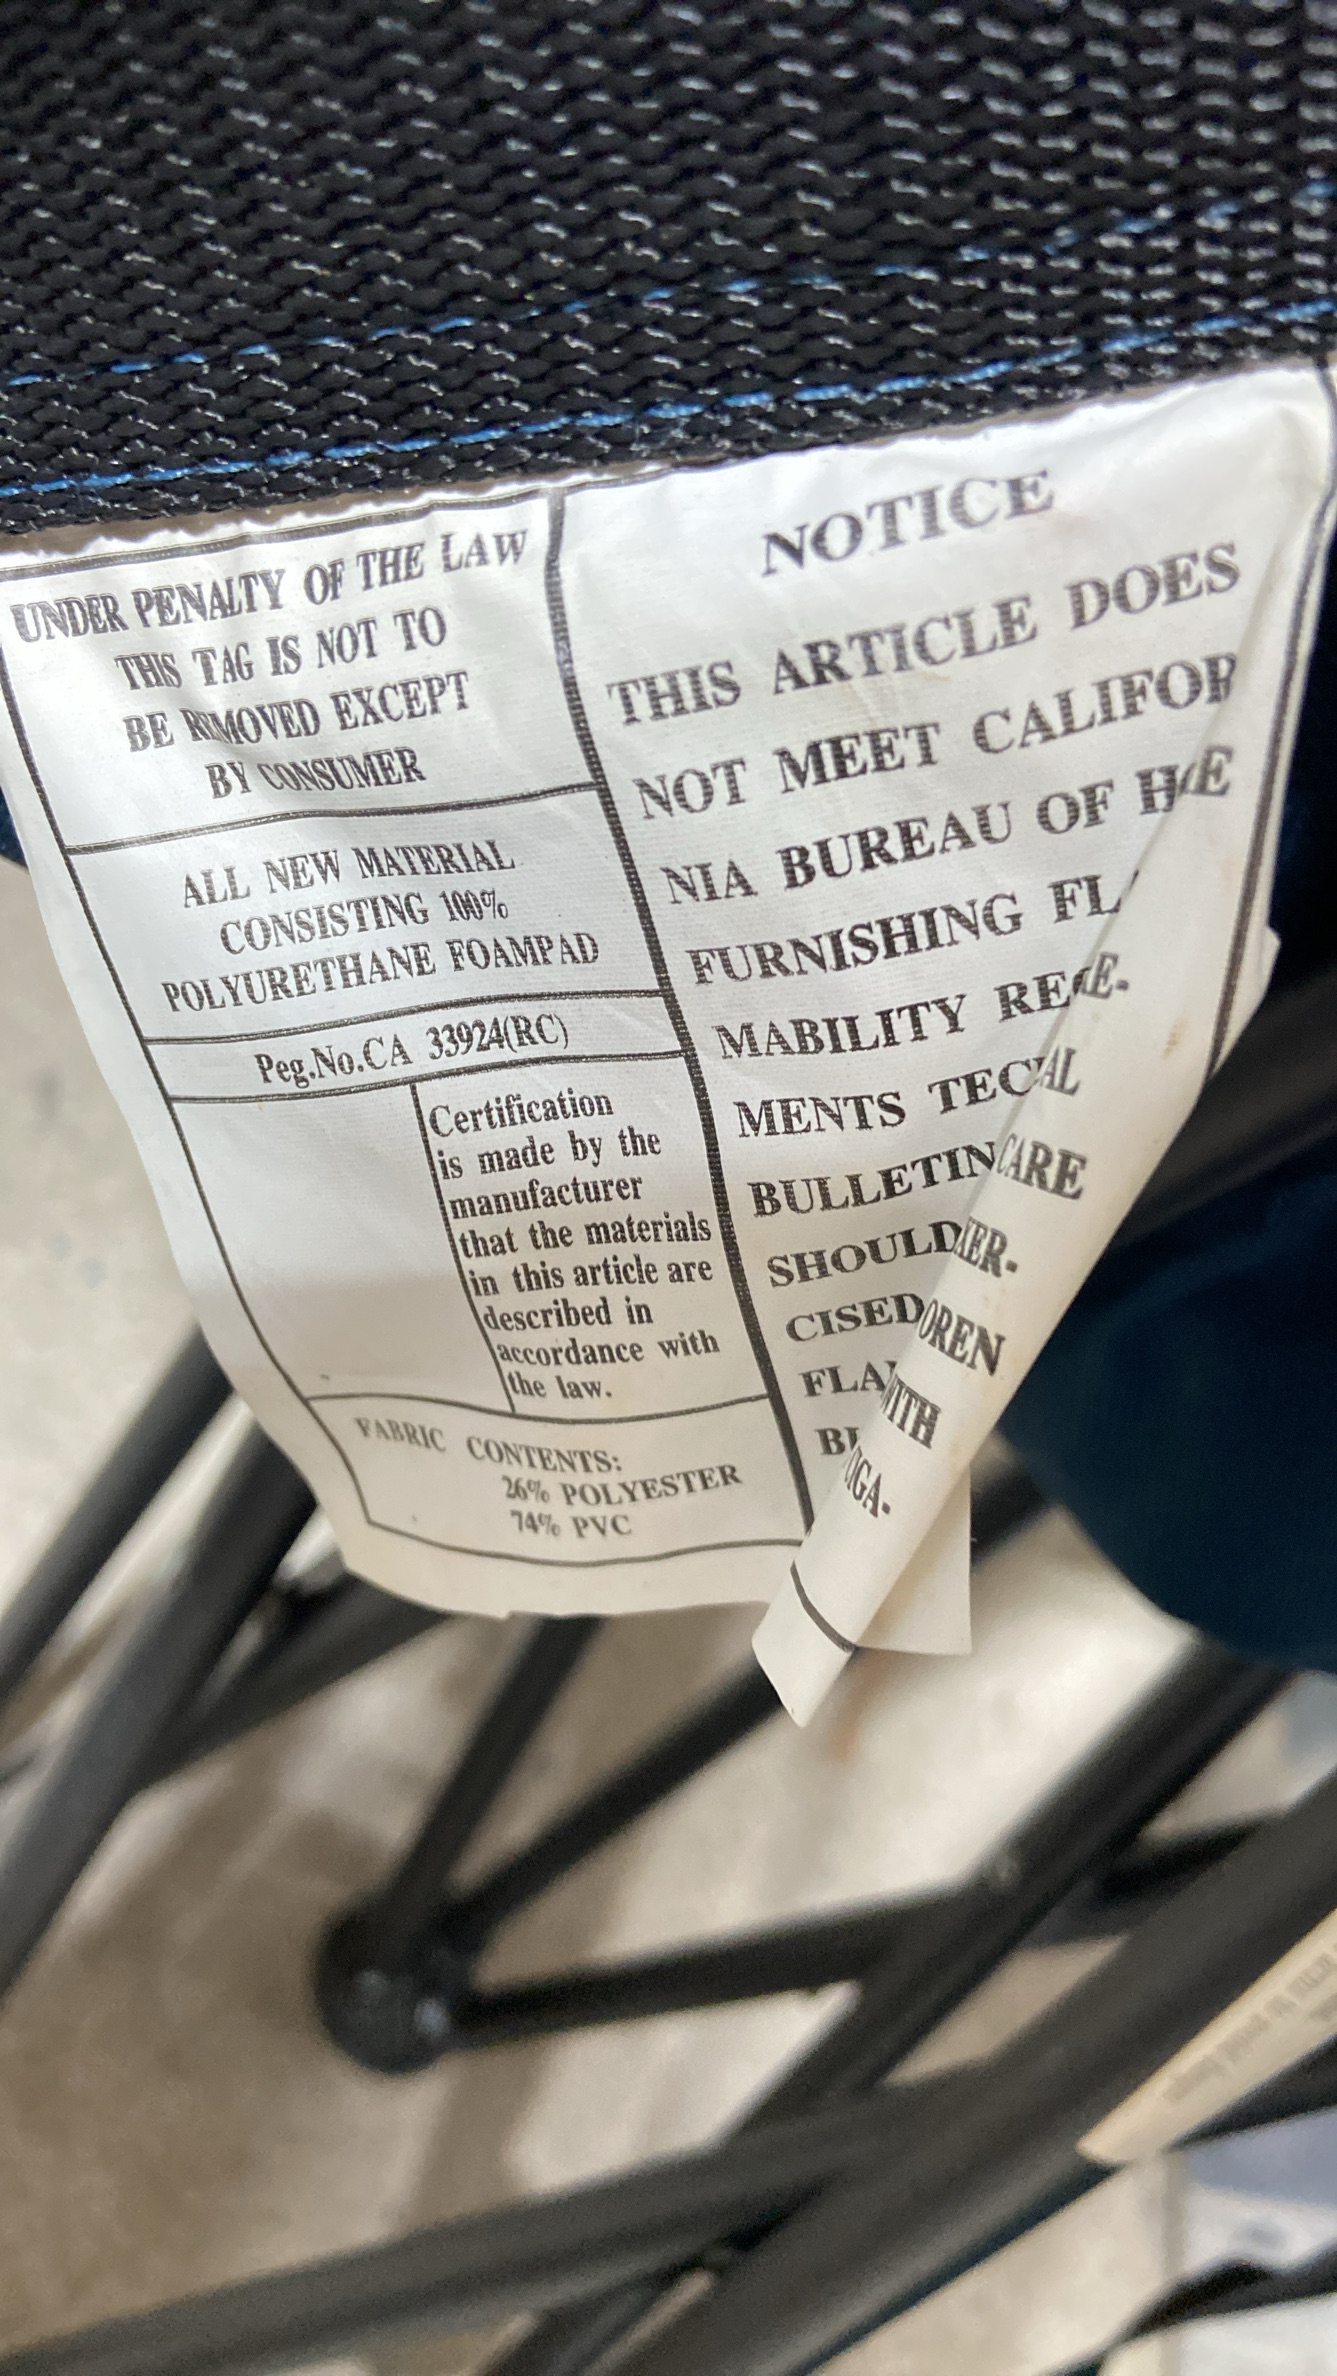 UNDER PENALTY OF THE LAW
THIS TAG IS NOT TO
BE REMOVED EXCEPT
BY CONSUMER
ALL NEW MATERIAL
CONSISTING 100%
POLYURETHANE FOAMPAD
Peg.No.CA 33924(RC)
Certification
is made by the
manufacturer
that the materials
in this article are
described in
accordance with
the law.
FABRIC CONTENTS:
26% POLYESTER
74% PVC
NOTICE
THIS ARTICLE DOES
NOT MEET CALIFOR
NIA BUREAU OF
FURNISHING
MABILITY
MENTS
BULLETIN CARE
SHOULD
CISED
WITH